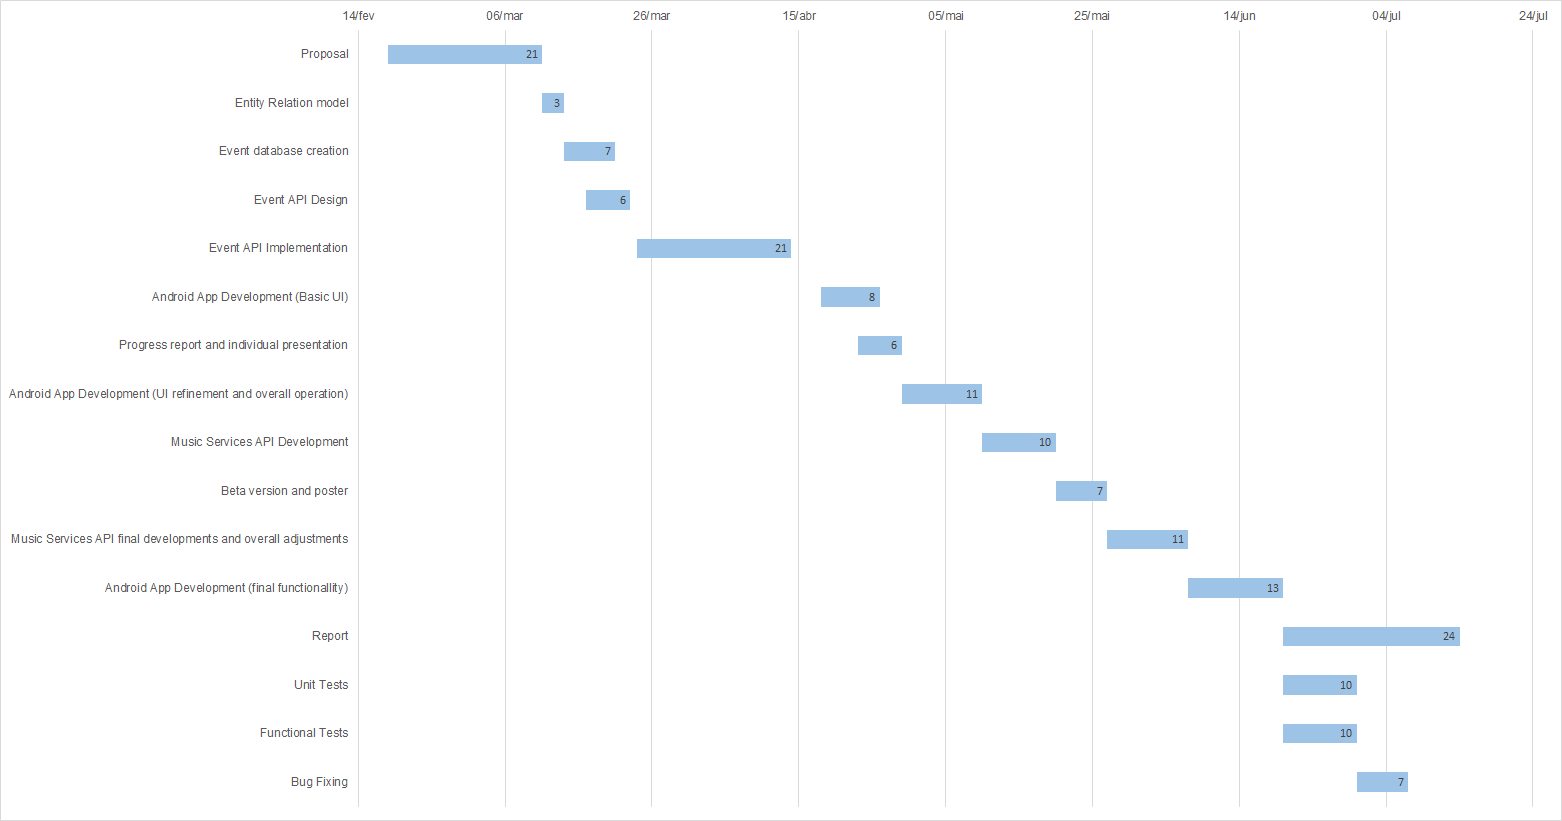 14/fev 06/mar 26/mar 15/abr 05/mai 25/mai 14/jun 04/jul 24/jul
Proposal 21
Entity Relation model 3
Event database creation 7
Event API Design 6
Event API Implementation 21
Android App Development (Basic UI) 8
Progress report and individual presentation 6
Android App Development (UI refinement and overall operation) 11
Music Services API Development 10
Beta version and poster 7
Music Services API final developments and overall adjustments 11
Android App Development (final functionallity) 13
Report 24
Unit Tests 10
Functional Tests 10
Bug Fixing 7